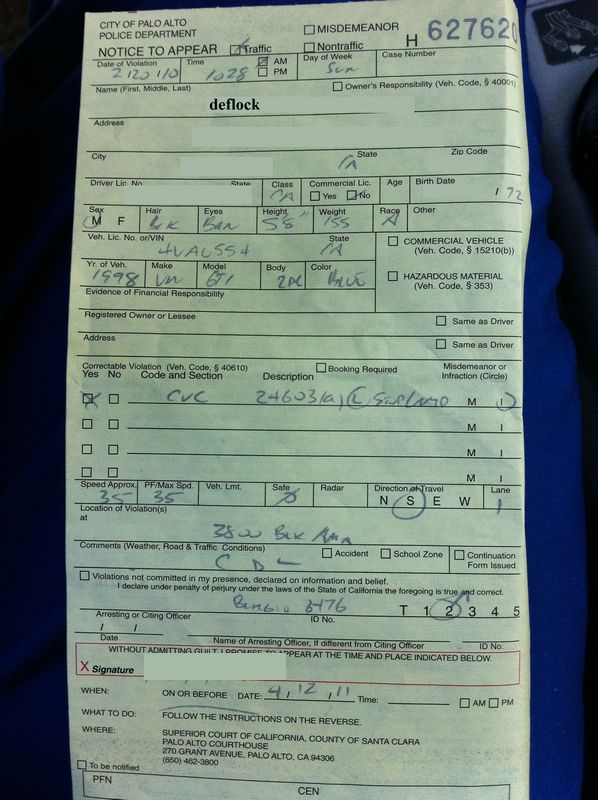 CITY OF PALO ALTO
POLICE DEPARTMENT
MISDEMEANOR
NOTICE TO APPEAR Traffic Nontraffic H 627620
Date of Violation Time AM PM Day of Week Case Number
2 20 10 1028 Sun
Name (First, Middle, Last) Owner's Responsibility (Veh. Code, § 40001)
deflock
Address
City State Zip Code
CA
Driver Lic. No. State Class Commercial Lic. Age Birth Date
CA Yes No / 72
Sex Hair Eyes Height Weight Race Other
M F BLK BRN 5'8" 155 A
Veh. Lic. No. or/VIN State
4VAU554 CA
COMMERCIAL VEHICLE
(Veh. Code, § 15210(b))
Yr. of Veh. Make Model Body Color
1998 VW GTI 2DR BLUE
HAZARDOUS MATERIAL
(Veh. Code, § 353)
Evidence of Financial Responsibility
Registered Owner or Lessee
Same as Driver
Address
Same as Driver
Correctable Violation (Veh. Code, § 40610) Booking Required Misdemeanor or
Yes No Code and Section Description Infraction (Circle)
CVC 24603(a) M I
M I
M I
M I
Speed Approx. PF/Max Spd. Veh. Lmt. Safe Radar Direction of Travel Lane
35 35 N S E W 1
Location of Violation(s)
at
3800 BLK
Comments (Weather, Road & Traffic Conditions) Accident School Zone Continuation
Form Issued
C D L
Violations not committed in my presence, declared on information and belief.
I declare under penalty of perjury under the laws of the State of California the foregoing is true and correct.
3476 T 1 2 3 4 5
Arresting or Citing Officer ID No.
/ /
Date Name of Arresting Officer, If different from Citing Officer ID No.
WITHOUT ADMITTING GUILT, I PROMISE TO APPEAR AT THE TIME AND PLACE INDICATED BELOW.
X Signature
WHEN: ON OR BEFORE DATE: 4 / 12 / 11 Time: AM PM
WHAT TO DO: FOLLOW THE INSTRUCTIONS ON THE REVERSE.
WHERE: SUPERIOR COURT OF CALIFORNIA, COUNTY OF SANTA CLARA
PALO ALTO COURTHOUSE
270 GRANT AVENUE, PALO ALTO, CA 94306
(650) 462-3800
To be notified
PFN CEN